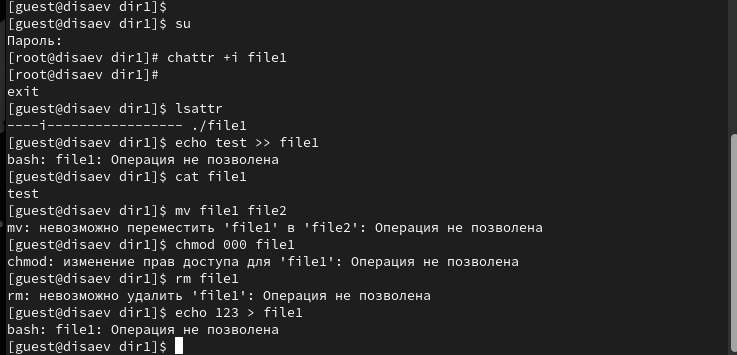 [guest@disaev dir1]$
[guest@disaev dir1]$ su
Пароль:
[root@disaev dir1]# chattr +i file1
[root@disaev dir1]#
exit
[guest@disaev dir1]$ lsattr
----i----------------- ./file1
[guest@disaev dir1]$ echo test >> file1
bash: file1: Операция не позволена
[guest@disaev dir1]$ cat file1
test
[guest@disaev dir1]$ mv file1 file2
mv: невозможно переместить 'file1' в 'file2': Операция не позволена
[guest@disaev dir1]$ chmod 000 file1
chmod: изменение прав доступа для 'file1': Операция не позволена
[guest@disaev dir1]$ rm file1
rm: невозможно удалить 'file1': Операция не позволена
[guest@disaev dir1]$ echo 123 > file1
bash: file1: Операция не позволена
[guest@disaev dir1]$